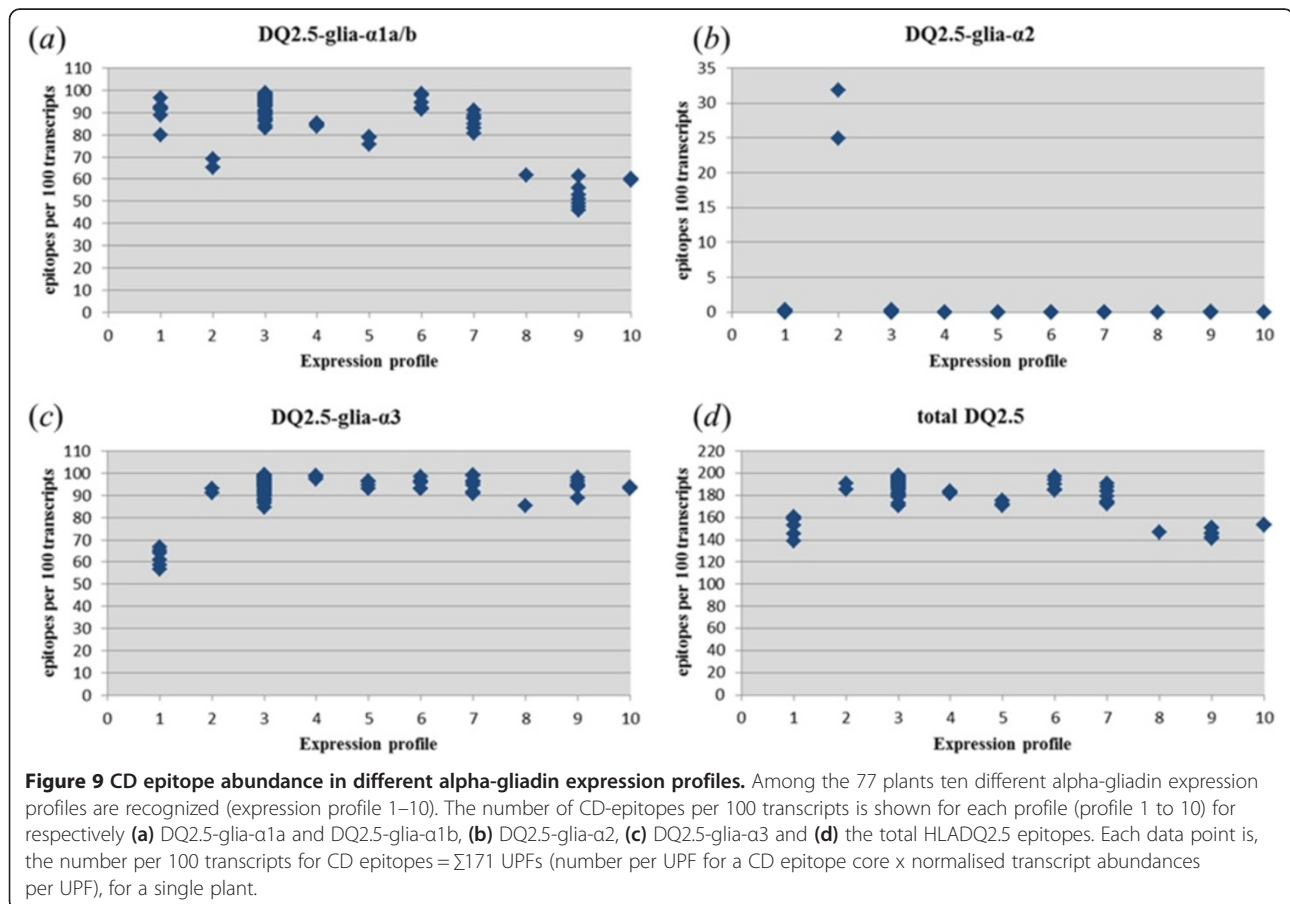 (a)
DQ2.5-glia-α1a/b
epitopes per 100 transcripts
110
100
90
80
70
60
50
40
30
20
10
0
0 1 2 3 4 5 6 7 8 9 10
Expression profile
(b)
DQ2.5-glia-α2
epitopes 100 transcripts
35
30
25
20
15
10
5
0
0 1 2 3 4 5 6 7 8 9 10
Expression profile
(c)
DQ2.5-glia-α3
epitopes per 100 transcripts
110
100
90
80
70
60
50
40
30
20
10
0
0 1 2 3 4 5 6 7 8 9 10
Expression profile
(d)
total DQ2.5
epitopes per 100 transcripts
220
200
180
160
140
120
100
80
60
40
20
0
0 1 2 3 4 5 6 7 8 9 10
Expression profile
Figure 9 CD epitope abundance in different alpha-gliadin expression profiles. Among the 77 plants ten different alpha-gliadin expression
profiles are recognized (expression profile 1–10). The number of CD-epitopes per 100 transcripts is shown for each profile (profile 1 to 10) for
respectively (a) DQ2.5-glia-α1a and DQ2.5-glia-α1b, (b) DQ2.5-glia-α2, (c) DQ2.5-glia-α3 and (d) the total HLADQ2.5 epitopes. Each data point is,
the number per 100 transcripts for CD epitopes = Σ171 UPFs (number per UPF for a CD epitope core x normalised transcript abundances
per UPF), for a single plant.